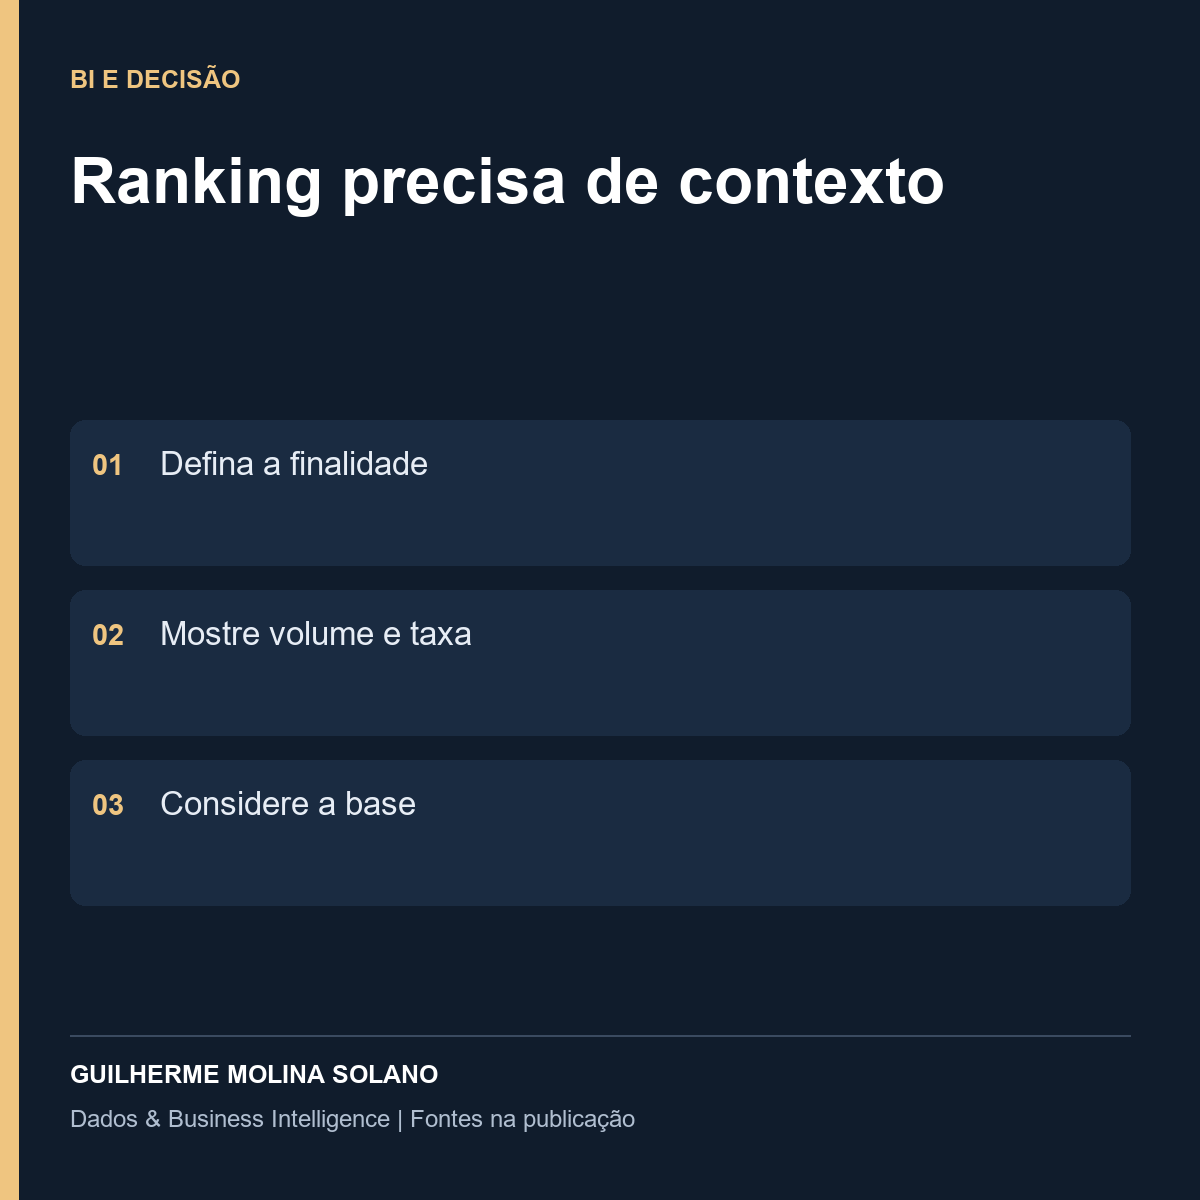 BI E DECISÃO
Ranking precisa de contexto
01 Defina a finalidade
02 Mostre volume e taxa
03 Considere a base
GUILHERME MOLINA SOLANO
Dados & Business Intelligence | Fontes na publicação